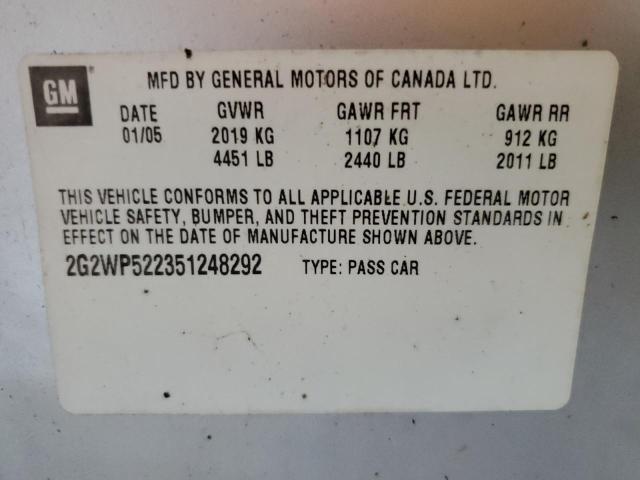 GM
MFD BY GENERAL MOTORS OF CANADA LTD.
DATE GVWR GAWR FRT GAWR RR
01/05 2019 KG 1107 KG 912 KG
4451 LB 2440 LB 2011 LB
THIS VEHICLE CONFORMS TO ALL APPLICABLE U.S. FEDERAL MOTOR
VEHICLE SAFETY, BUMPER, AND THEFT PREVENTION STANDARDS IN
EFFECT ON THE DATE OF MANUFACTURE SHOWN ABOVE.
2G2WP522351248292 TYPE: PASS CAR